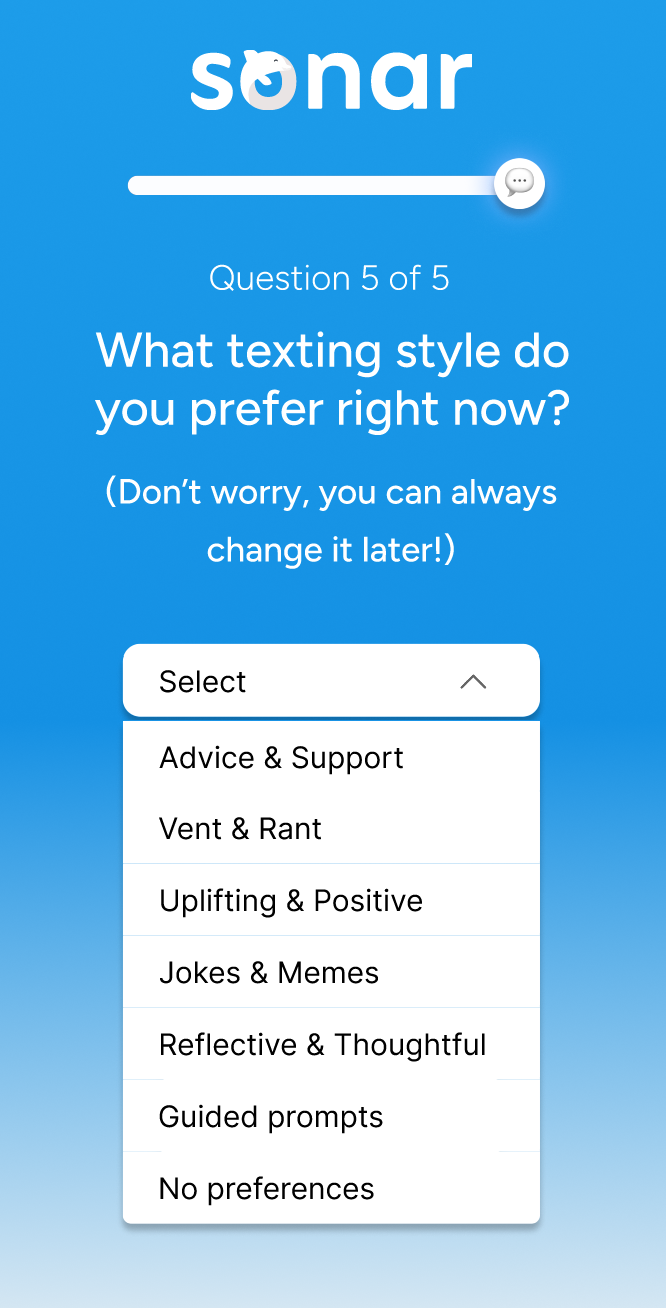 sonar
Question 5 of 5
What texting style do
you prefer right now?
(Don’t worry, you can always
change it later!)
Select
Advice & Support
Vent & Rant
Uplifting & Positive
Jokes & Memes
Reflective & Thoughtful
Guided prompts
No preferences